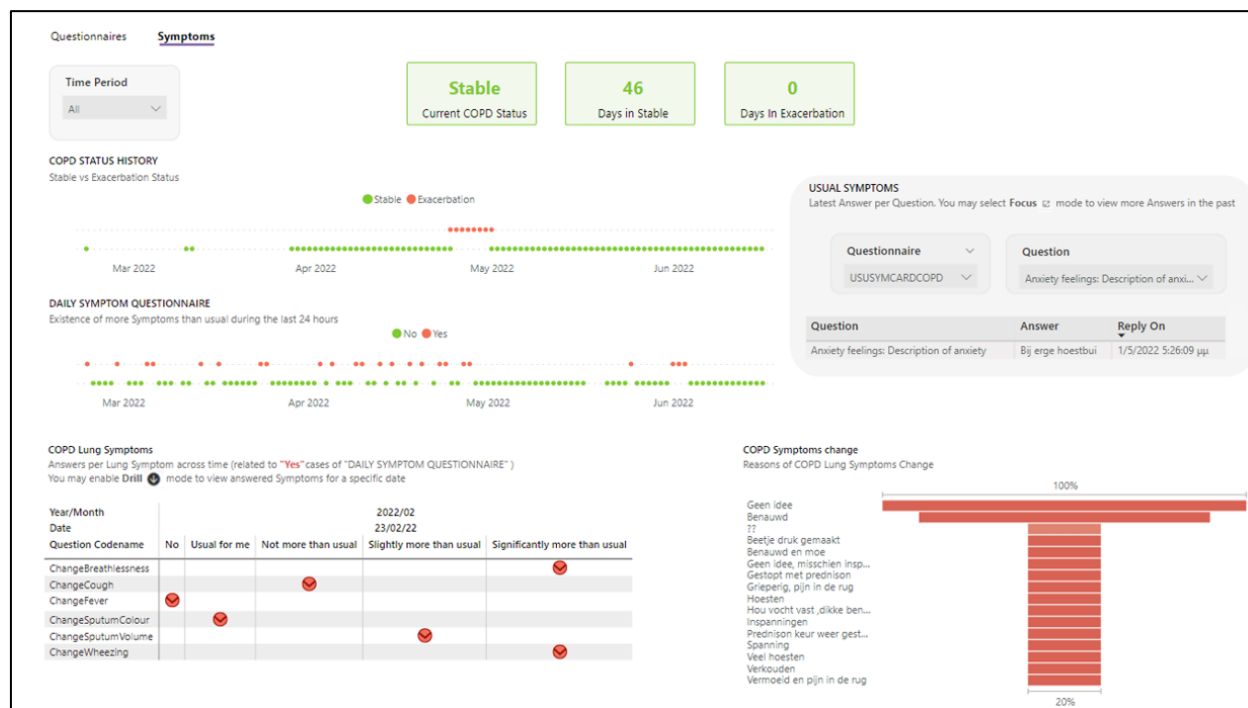 Questionnaires Symptoms
Time Period
All
Stable
Current COPD Status
46
Days in Stable
0
Days In Exacerbation
COPD STATUS HISTORY
Stable vs Exacerbation Status
Stable Exacerbation
Mar 2022 Apr 2022 May 2022 Jun 2022
DAILY SYMPTOM QUESTIONNAIRE
Existence of more Symptoms than usual during the last 24 hours
No Yes
Mar 2022 Apr 2022 May 2022 Jun 2022
USUAL SYMPTOMS
Latest Answer per Question. You may select Focus mode to view more Answers in the past
Questionnaire
USUSYMCARDCOPD
Question
Anxiety feelings: Description of anxi...
Question Answer Reply On
Anxiety feelings: Description of anxiety Bij erge hoestbui 1/5/2022 5:26:09 μμ
COPD Lung Symptoms
Answers per Lung Symptom across time (related to "Yes"cases of "DAILY SYMPTOM QUESTIONNAIRE" )
You may enable Drill mode to view answered Symptoms for a specific date
Year/Month 2022/02
Date 23/02/22
Question Codename No Usual for me Not more than usual Slightly more than usual Significantly more than usual
ChangeBreathlessness
ChangeCough
ChangeFever
ChangeSputumColour
ChangeSputumVolume
ChangeWheezing
COPD Symptoms change
Reasons of COPD Lung Symptoms Change
100%
Geen idee
Benauwd
??
Beetje druk gemaakt
Benauwd en moe
Geen idee, misschien insp...
Gestopt met prednison
Grieperig, pijn in de rug
Hoesten
Hou vocht vast ,dikke ben...
Inspanningen
Prednison keur weer gest...
Spanning
Veel hoesten
Verkouden
Vermoeid en pijn in de rug
20%